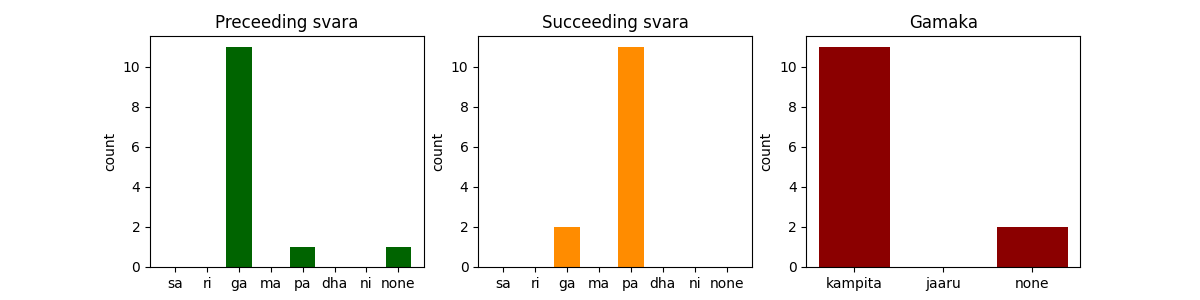 Preceeding svara
count
10
8
6
4
2
0
sa ri ga ma pa dha ni none
Succeeding svara
count
10
8
6
4
2
0
sa ri ga ma pa dha ni none
Gamaka
count
10
8
6
4
2
0
kampita jaaru none